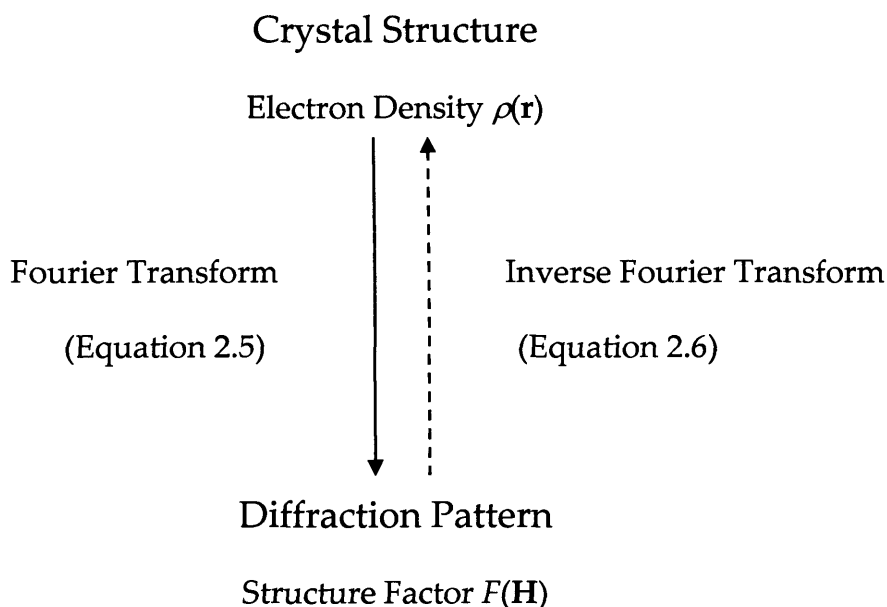 Crystal Structure
Electron Density ρ(r)
Fourier Transform
(Equation 2.5)
Inverse Fourier Transform
(Equation 2.6)
Diffraction Pattern
Structure Factor F(H)